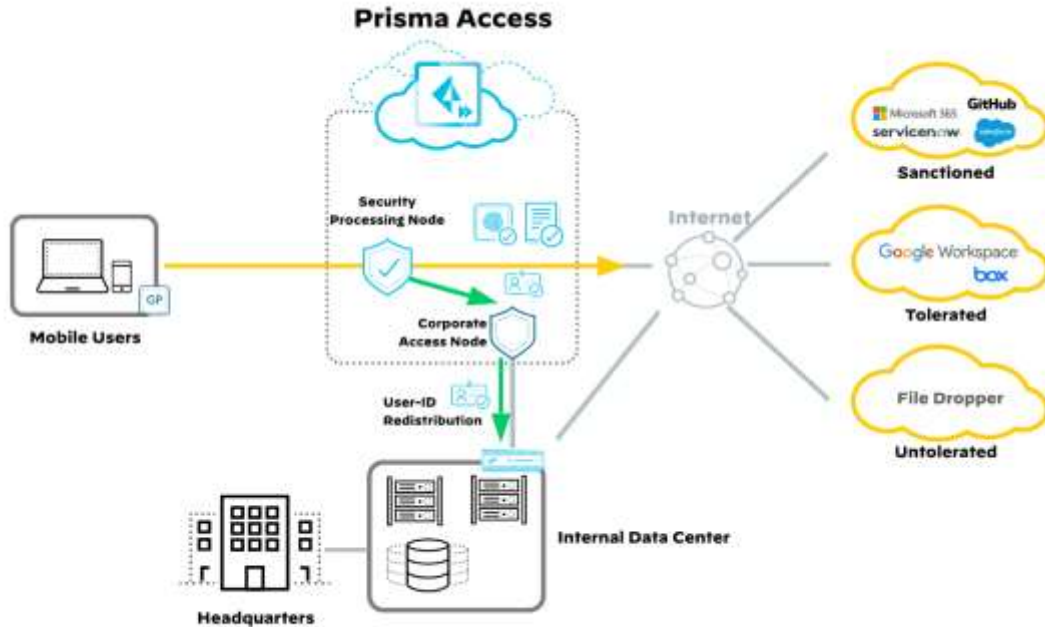 Prisma Access
Security
Processing Node
GP
Mobile Users
Corporate
Access Node
User-ID
Redistribution
Internet
Microsoft 365
GitHub
servicenow
salesforce
Sanctioned
Google Workspace
box
Tolerated
File Dropper
Untolerated
Internal Data Center
Headquarters